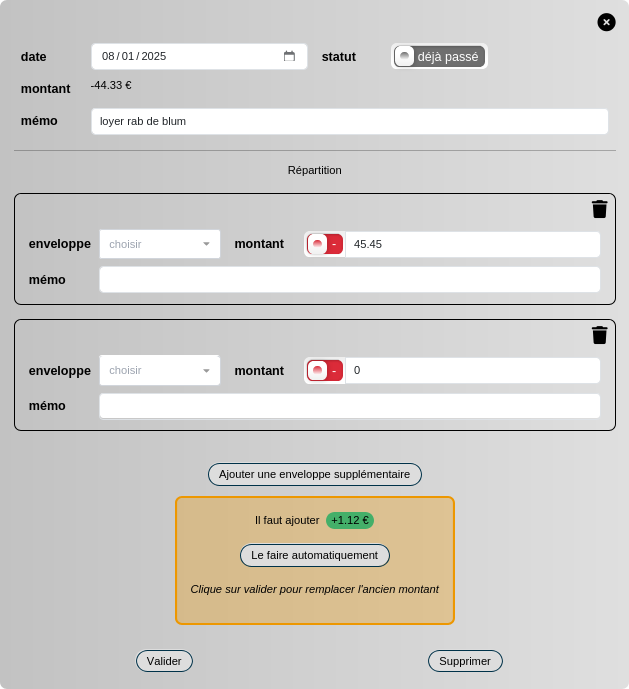 date 08/01/2025 statut déjà passé
montant -44.33 €
mémo loyer rab de blum
Répartition
enveloppe choisir montant - 45.45
mémo
enveloppe choisir montant - 0
mémo
Ajouter une enveloppe supplémentaire
Il faut ajouter +1.12 €
Le faire automatiquement
Clique sur valider pour remplacer l'ancien montant
Valider Supprimer